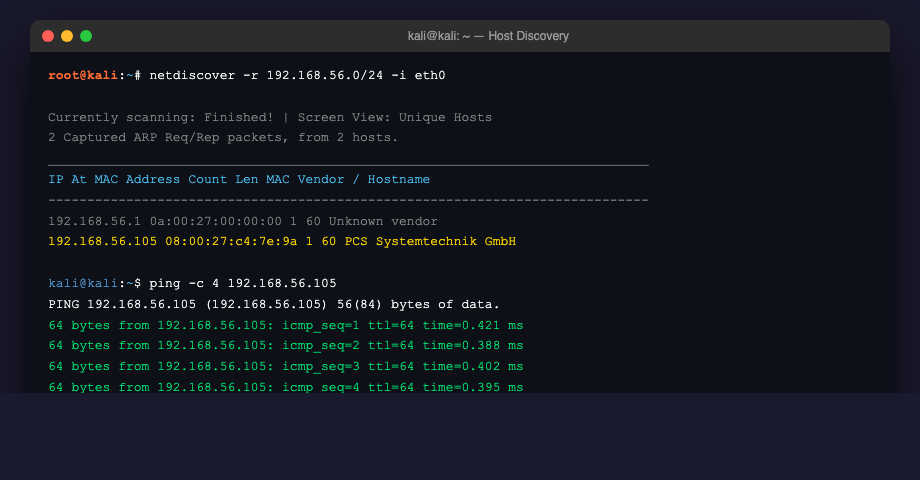 kali@kali: ~ — Host Discovery
root@kali:~# netdiscover -r 192.168.56.0/24 -i eth0
Currently scanning: Finished! | Screen View: Unique Hosts
2 Captured ARP Req/Rep packets, from 2 hosts.
_____________________________________________________________________________
IP At MAC Address Count Len MAC Vendor / Hostname
-----------------------------------------------------------------------------
192.168.56.1 0a:00:27:00:00:00 1 60 Unknown vendor
192.168.56.105 08:00:27:c4:7e:9a 1 60 PCS Systemtechnik GmbH
kali@kali:~$ ping -c 4 192.168.56.105
PING 192.168.56.105 (192.168.56.105) 56(84) bytes of data.
64 bytes from 192.168.56.105: icmp_seq=1 ttl=64 time=0.421 ms
64 bytes from 192.168.56.105: icmp_seq=2 ttl=64 time=0.388 ms
64 bytes from 192.168.56.105: icmp_seq=3 ttl=64 time=0.402 ms
64 bytes from 192.168.56.105: icmp_seq=4 ttl=64 time=0.395 ms